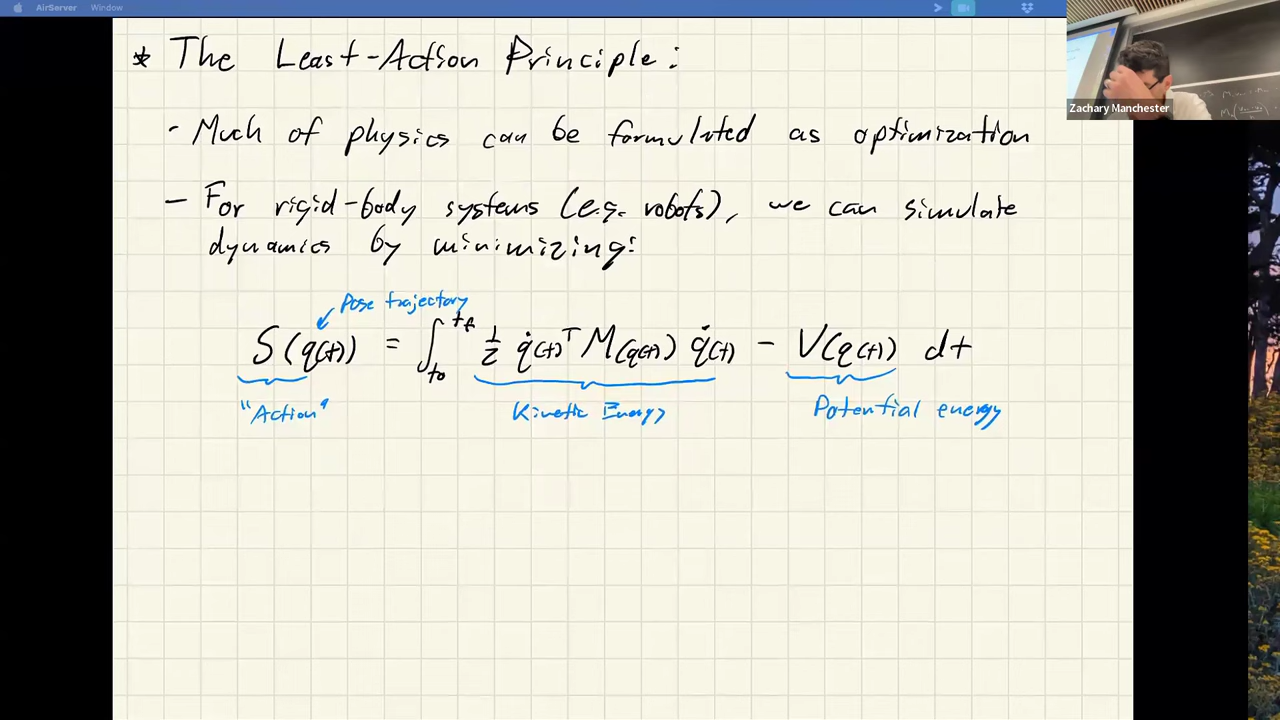 AirServer Window
* The Least-Action Principle:
- Much of physics can be formulated as optimization
- For rigid-body systems (e.g. robots), we can simulate
dynamics by minimizing:
Pose trajectory
S(q(t)) = ∫_{t₀}^{t_f} ½ q̇(t)ᵀ M(q(t)) q̇(t) − V(q(t)) dt
"Action" Kinetic Energy Potential energy
Zachary Manchester